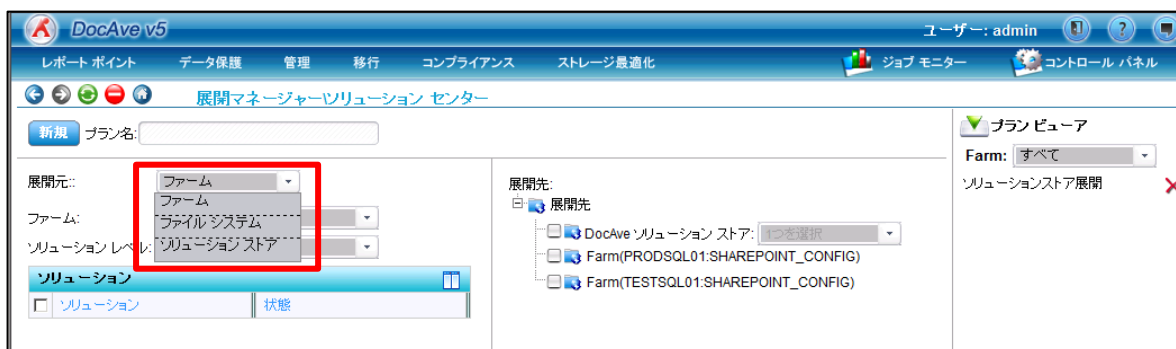 DocAve v5
ユーザー: admin
レポート ポイント データ保護 管理 移行 コンプライアンス ストレージ最適化 ジョブ モニター コントロール パネル
展開マネージャーソリューション センター
新規 プラン名:
展開元::
ファーム
ファーム
ファイル システム
ソリューション ストア
ファーム:
ソリューション レベル:
ソリューション
ソリューション 状態
展開先:
展開先
DocAve ソリューション ストア: 1つを選択
Farm(PRODSQL01:SHAREPOINT_CONFIG)
Farm(TESTSQL01:SHAREPOINT_CONFIG)
プラン ビューア
Farm: すべて
ソリューションストア展開